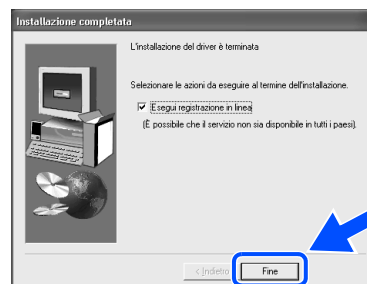 Installazione completata
L'installazione del driver è terminata
Selezionare le azioni da eseguire al termine dell'installazione.
Esegui registrazione in linea
(È possibile che il servizio non sia disponibile in tutti i paesi).
< Indietro
Fine